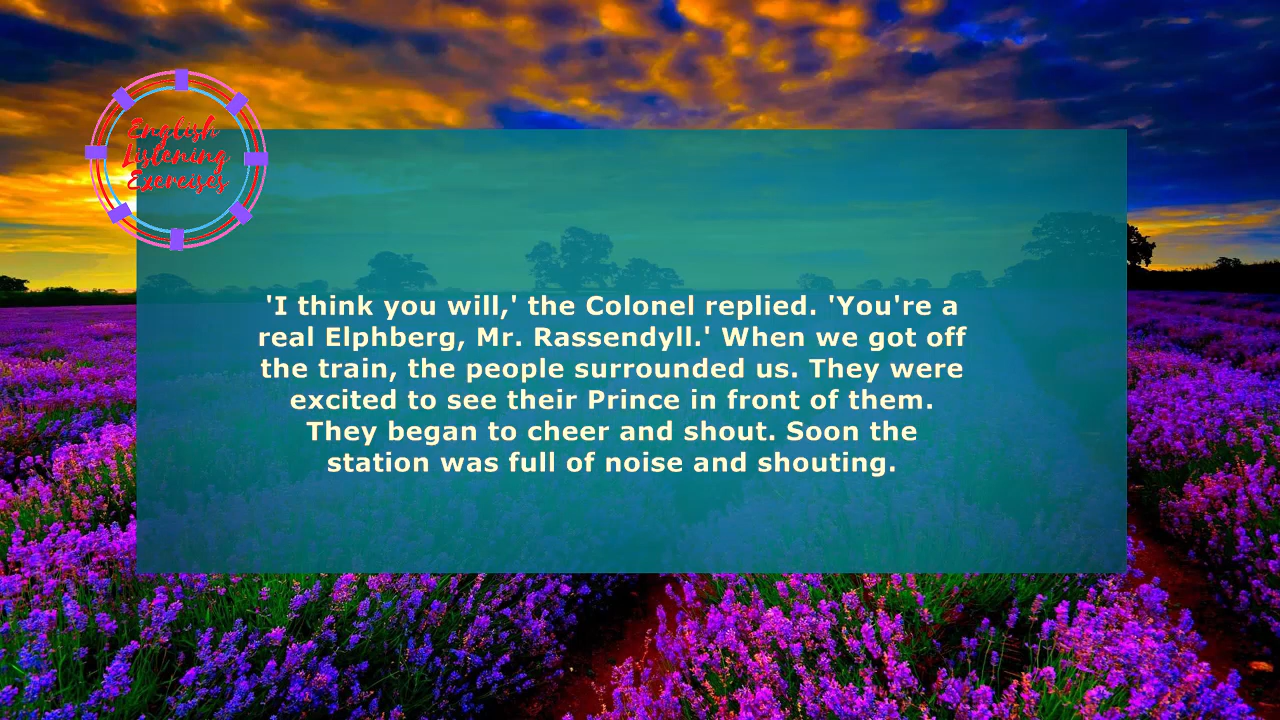 English
Listening
Exercises
'I think you will,' the Colonel replied. 'You're a
real Elphberg, Mr. Rassendyll.' When we got off
the train, the people surrounded us. They were
excited to see their Prince in front of them.
They began to cheer and shout. Soon the
station was full of noise and shouting.